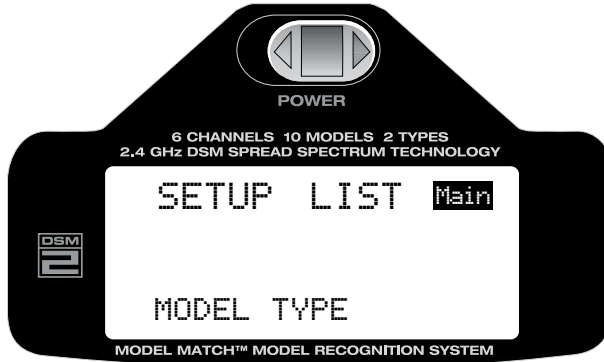 POWER
6 CHANNELS 10 MODELS 2 TYPES
2.4 GHz DSM SPREAD SPECTRUM TECHNOLOGY
SETUP LIST Main
DSM
2
MODEL TYPE
MODEL MATCH™ MODEL RECOGNITION SYSTEM